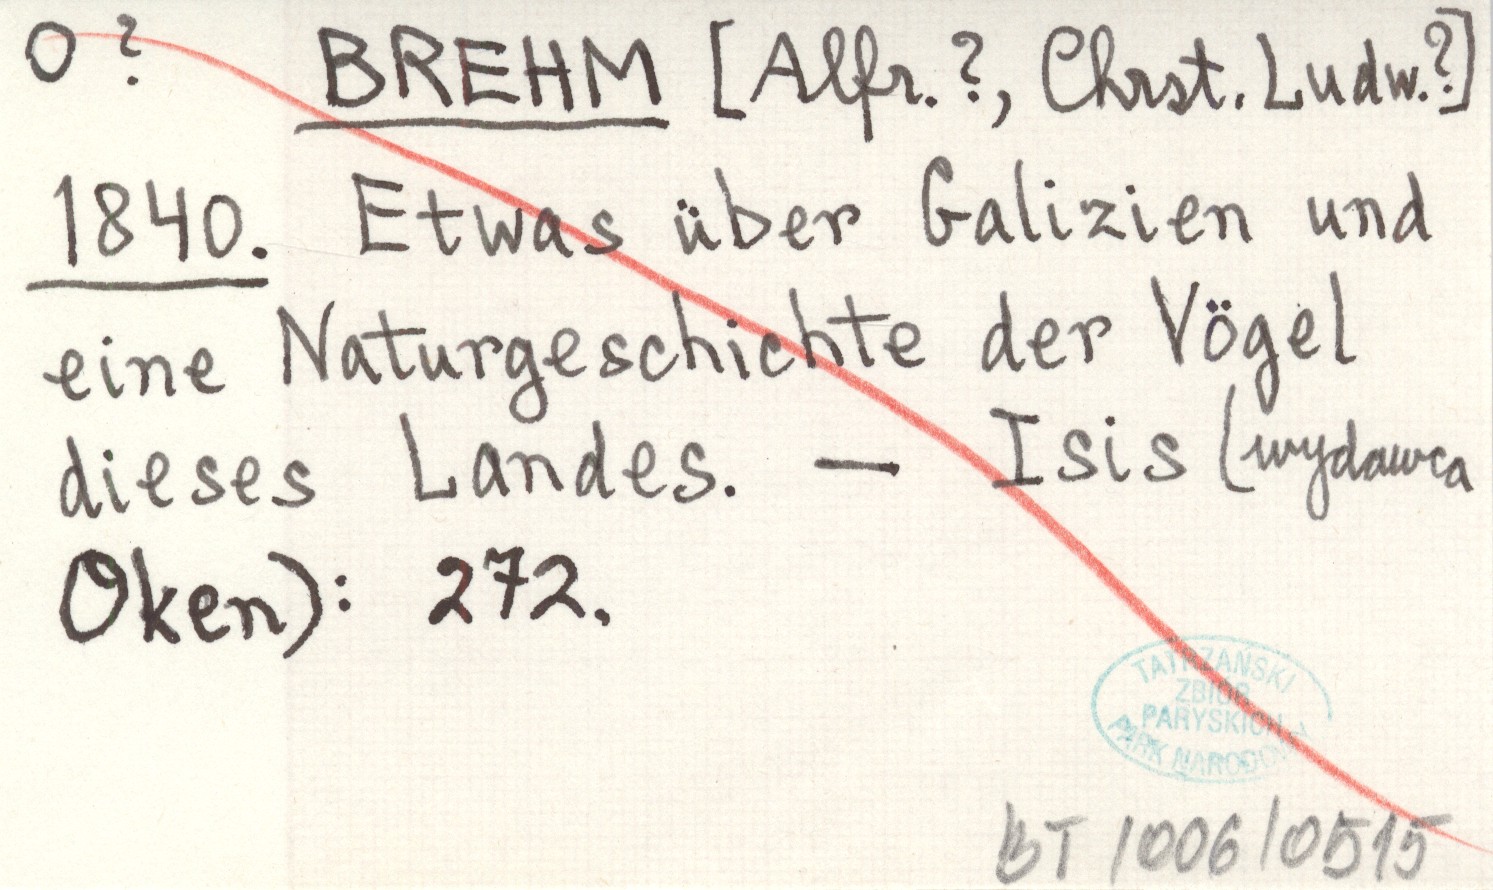 O ? BREHM [Alfr.?, Chrst. Ludw.?]
1840. Etwas über Galizien und
eine Naturgeschichte der Vögel
dieses Landes. — Isis (wydawca
Oken): 272.
TATRZAŃSKI
ZBIÓR
PARYSKICH
PARK NARODOWY
BT /006/0515